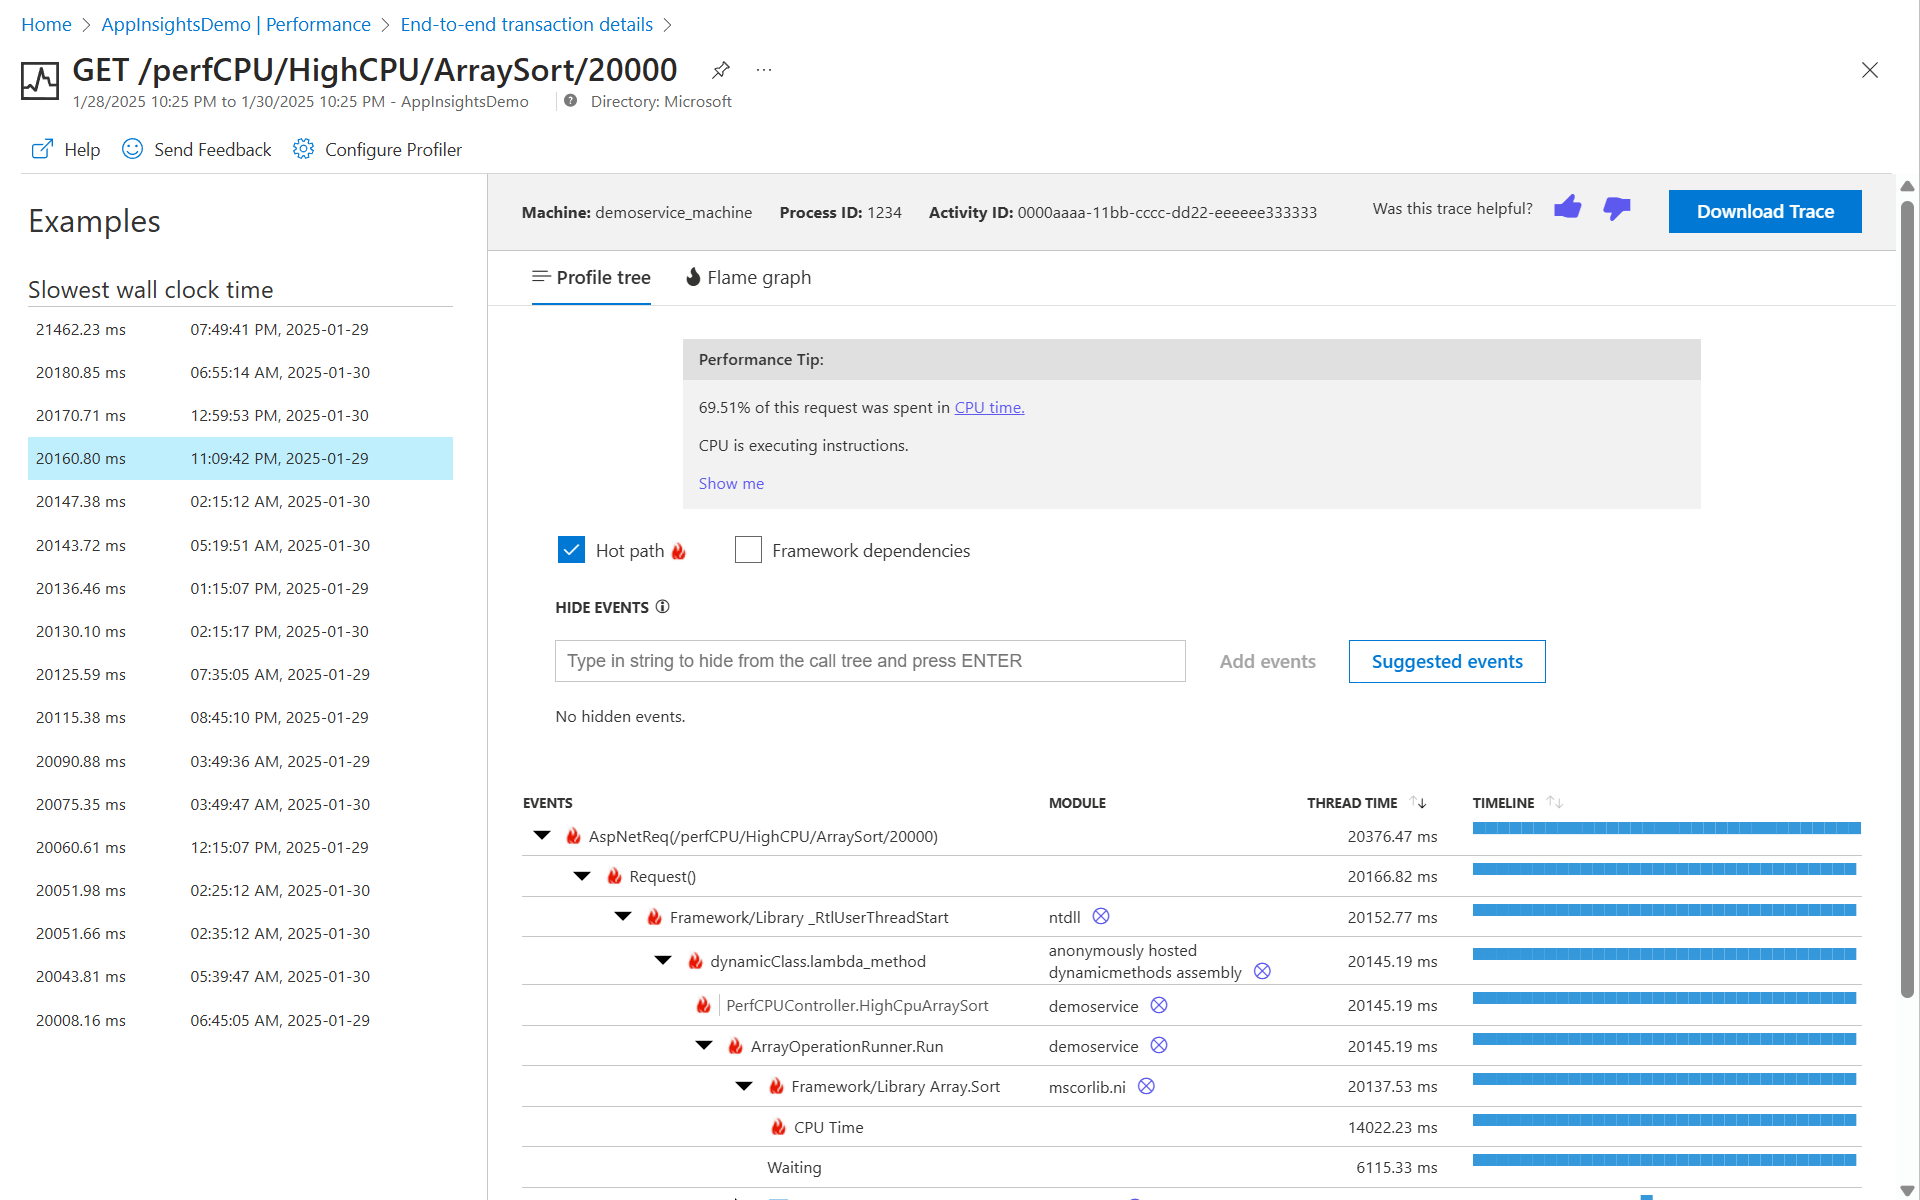 Home > AppInsightsDemo | Performance > End-to-end transaction details >
GET /perfCPU/HighCPU/ArraySort/20000 ...
1/28/2025 10:25 PM to 1/30/2025 10:25 PM - AppInsightsDemo Directory: Microsoft
Help Send Feedback Configure Profiler
Examples
Slowest wall clock time
21462.23 ms 07:49:41 PM, 2025-01-29
20180.85 ms 06:55:14 AM, 2025-01-30
20170.71 ms 12:59:53 PM, 2025-01-30
20160.80 ms 11:09:42 PM, 2025-01-29
20147.38 ms 02:15:12 AM, 2025-01-30
20143.72 ms 05:19:51 AM, 2025-01-30
20136.46 ms 01:15:07 PM, 2025-01-29
20130.10 ms 02:15:17 PM, 2025-01-30
20125.59 ms 07:35:05 AM, 2025-01-29
20115.38 ms 08:45:10 PM, 2025-01-29
20090.88 ms 03:49:36 AM, 2025-01-29
20075.35 ms 03:49:47 AM, 2025-01-30
20060.61 ms 12:15:07 PM, 2025-01-29
20051.98 ms 02:25:12 AM, 2025-01-30
20051.66 ms 02:35:12 AM, 2025-01-30
20043.81 ms 05:39:47 AM, 2025-01-30
20008.16 ms 06:45:05 AM, 2025-01-29
Machine: demoservice_machine Process ID: 1234 Activity ID: 0000aaaa-11bb-cccc-dd22-eeeeee333333 Was this trace helpful? Download Trace
Profile tree Flame graph
Performance Tip:
69.51% of this request was spent in CPU time.
CPU is executing instructions.
Show me
Hot path Framework dependencies
HIDE EVENTS
Type in string to hide from the call tree and press ENTER Add events Suggested events
No hidden events.
EVENTS MODULE THREAD TIME TIMELINE
AspNetReq(/perfCPU/HighCPU/ArraySort/20000) 20376.47 ms
Request() 20166.82 ms
Framework/Library _RtlUserThreadStart ntdll 20152.77 ms
dynamicClass.lambda_method anonymously hosted dynamicmethods assembly 20145.19 ms
PerfCPUController.HighCpuArraySort demoservice 20145.19 ms
ArrayOperationRunner.Run demoservice 20145.19 ms
Framework/Library Array.Sort mscorlib.ni 20137.53 ms
CPU Time 14022.23 ms
Waiting 6115.33 ms